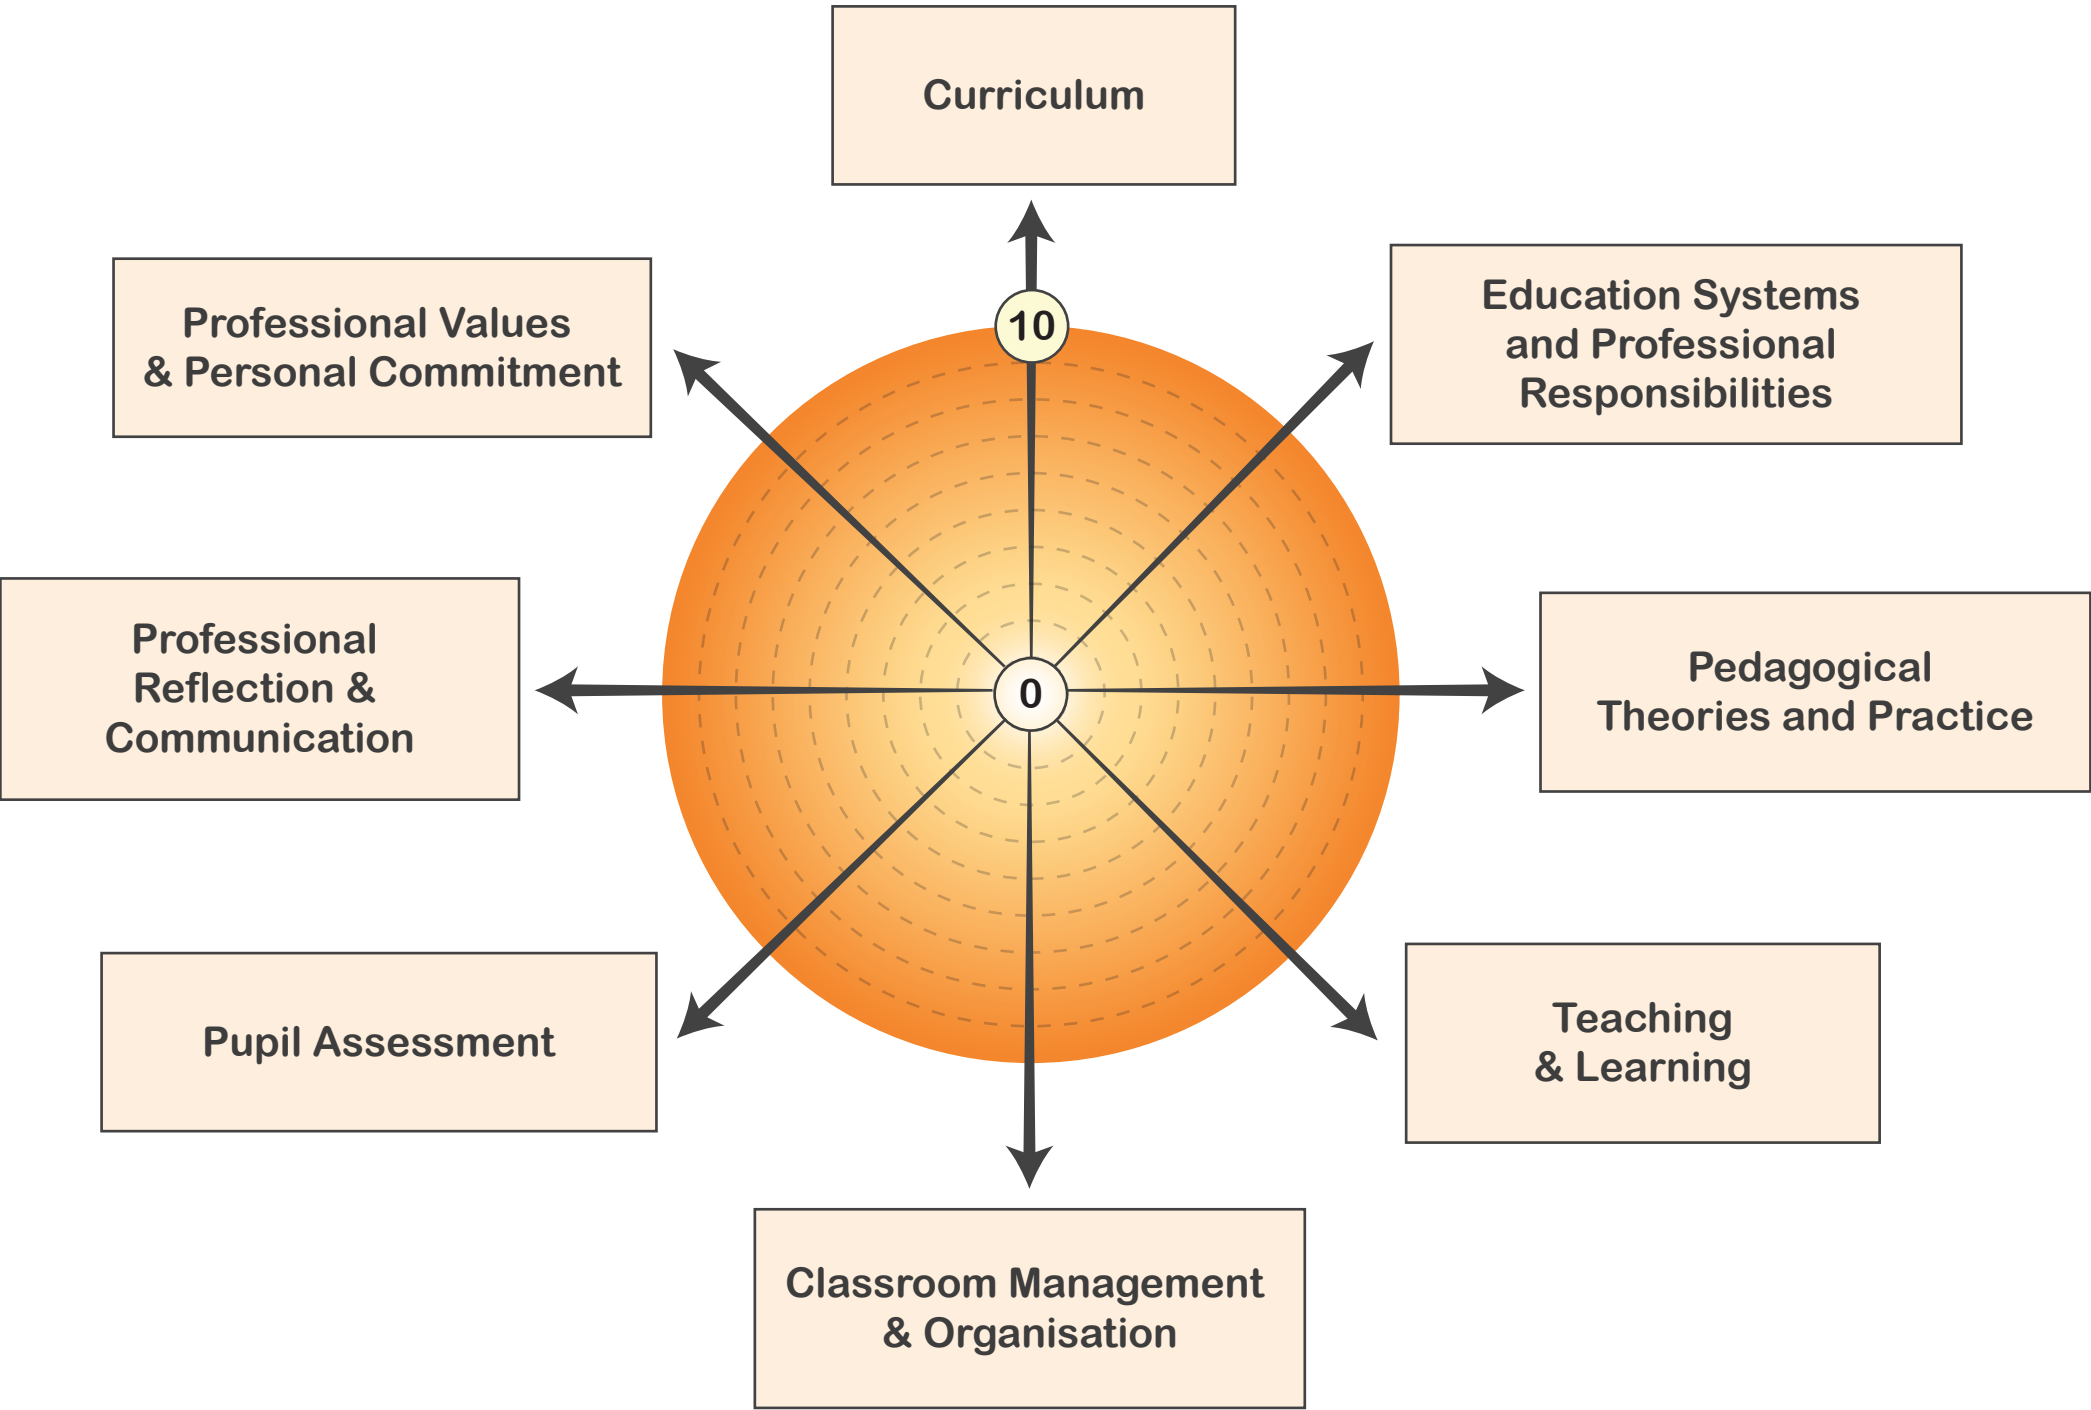 Curriculum
Education Systems
and Professional
Responsibilities
Pedagogical
Theories and Practice
Teaching
& Learning
Classroom Management
& Organisation
Pupil Assessment
Professional
Reflection &
Communication
Professional Values
& Personal Commitment
10
0